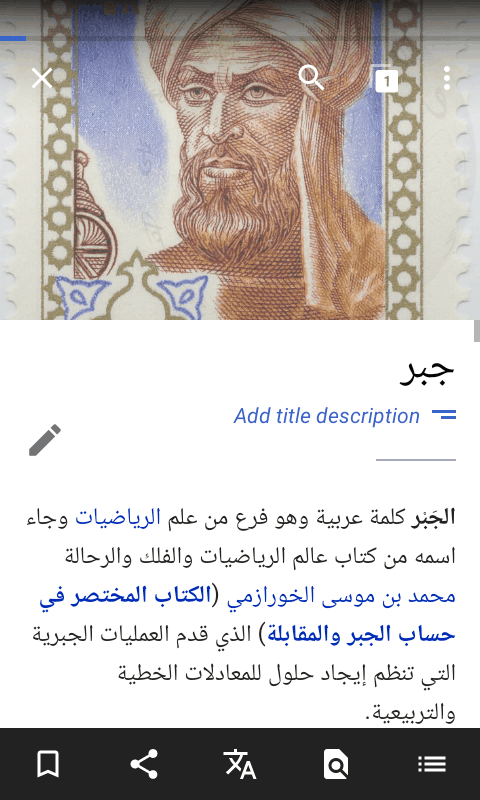 1
جبر
Add title description
الجَبْر كلمة عربية وهو فرع من علم الرياضيات وجاء
اسمه من كتاب عالم الرياضيات والفلك والرحالة
محمد بن موسى الخورازمي (الكتاب المختصر في
حساب الجبر والمقابلة) الذي قدم العمليات الجبرية
التي تنظم إيجاد حلول للمعادلات الخطية
والتربيعية.